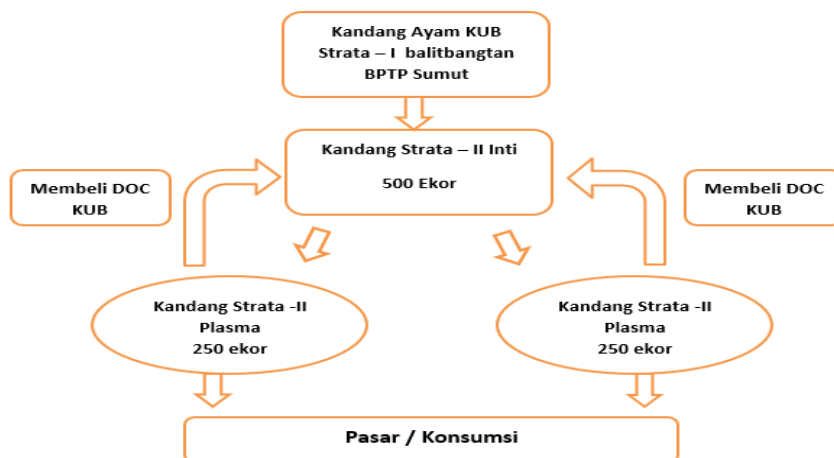 Kandang Ayam KUB
Strata – I balitbangtan
BPTP Sumut
Kandang Strata – II Inti
500 Ekor
Membeli DOC
KUB
Membeli DOC
KUB
Kandang Strata -II
Plasma
250 ekor
Kandang Strata -II
Plasma
250 ekor
Pasar / Konsumsi